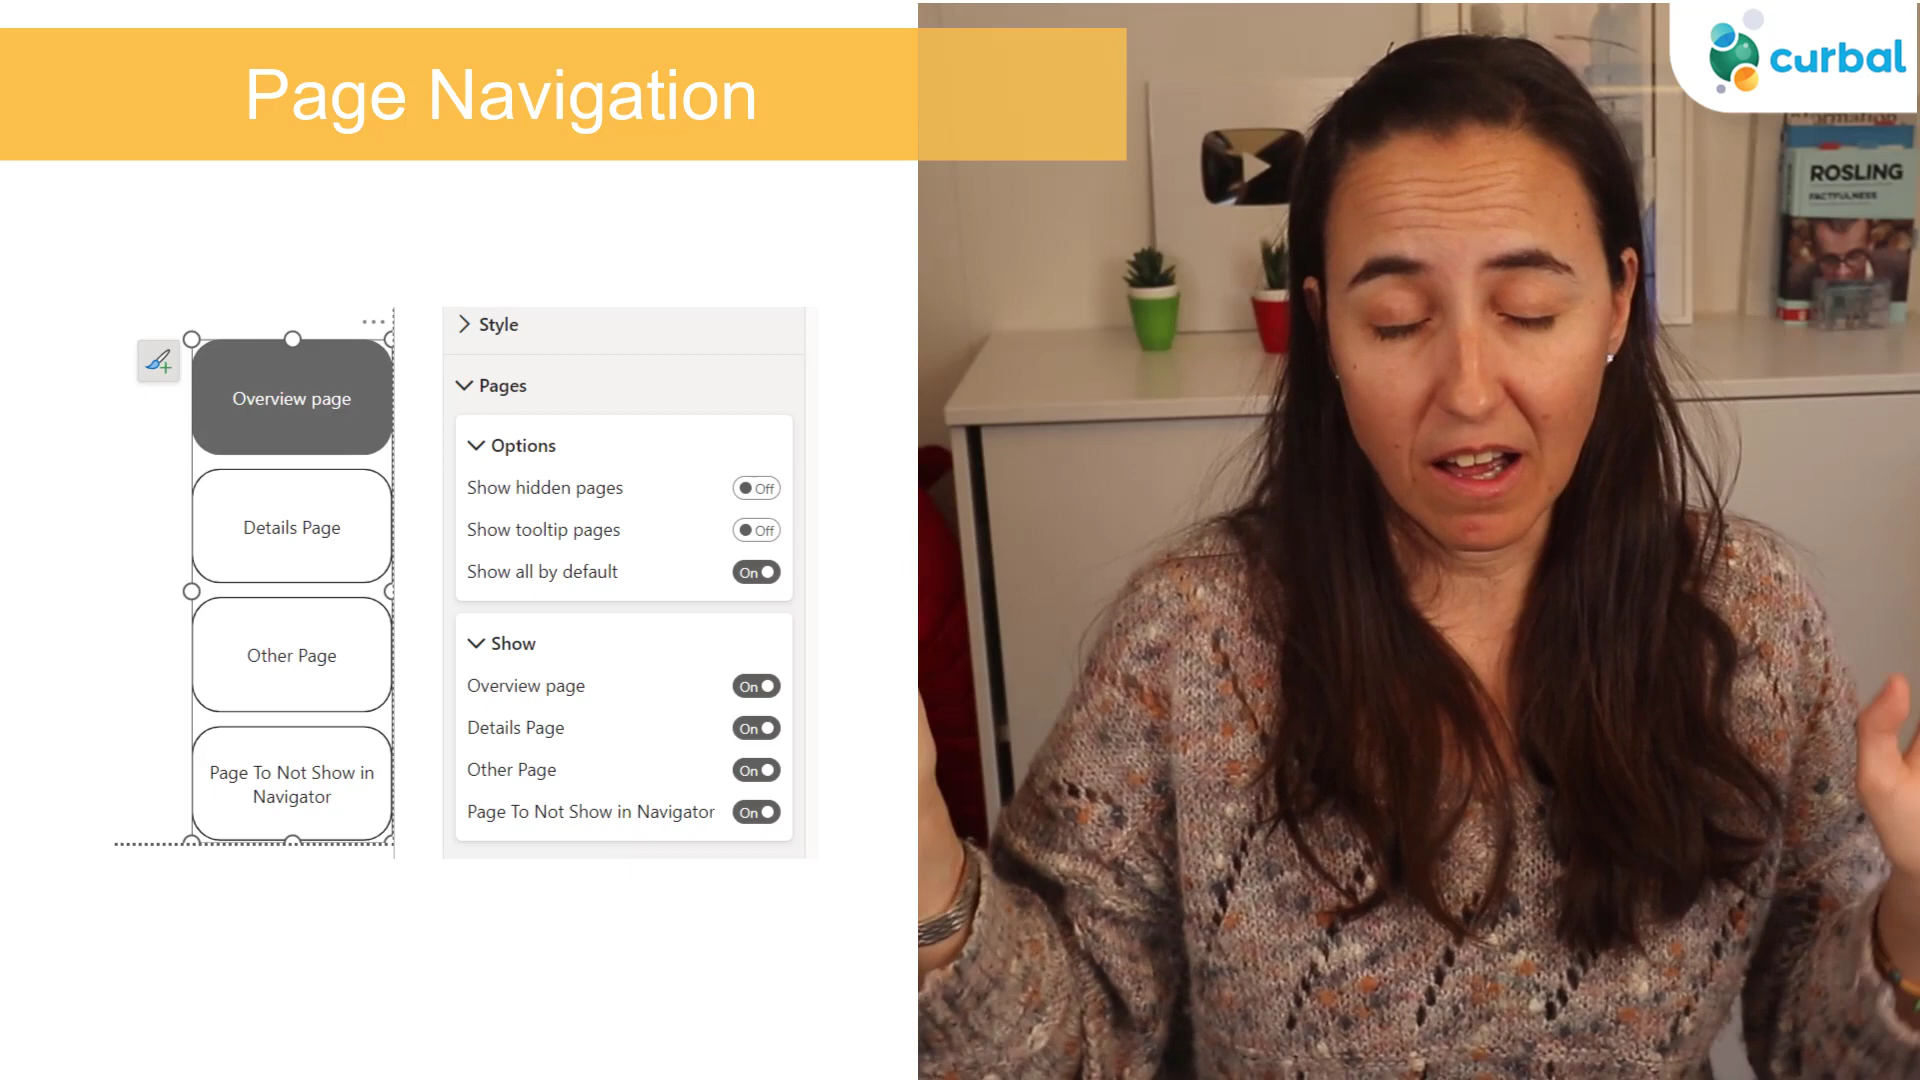 Page Navigation
curbal
ROSLING
FACTFULNESS
Overview page
Details Page
Other Page
Page To Not Show in
Navigator
Style
Pages
Options
Show hidden pages Off
Show tooltip pages Off
Show all by default On
Show
Overview page On
Details Page On
Other Page On
Page To Not Show in Navigator On